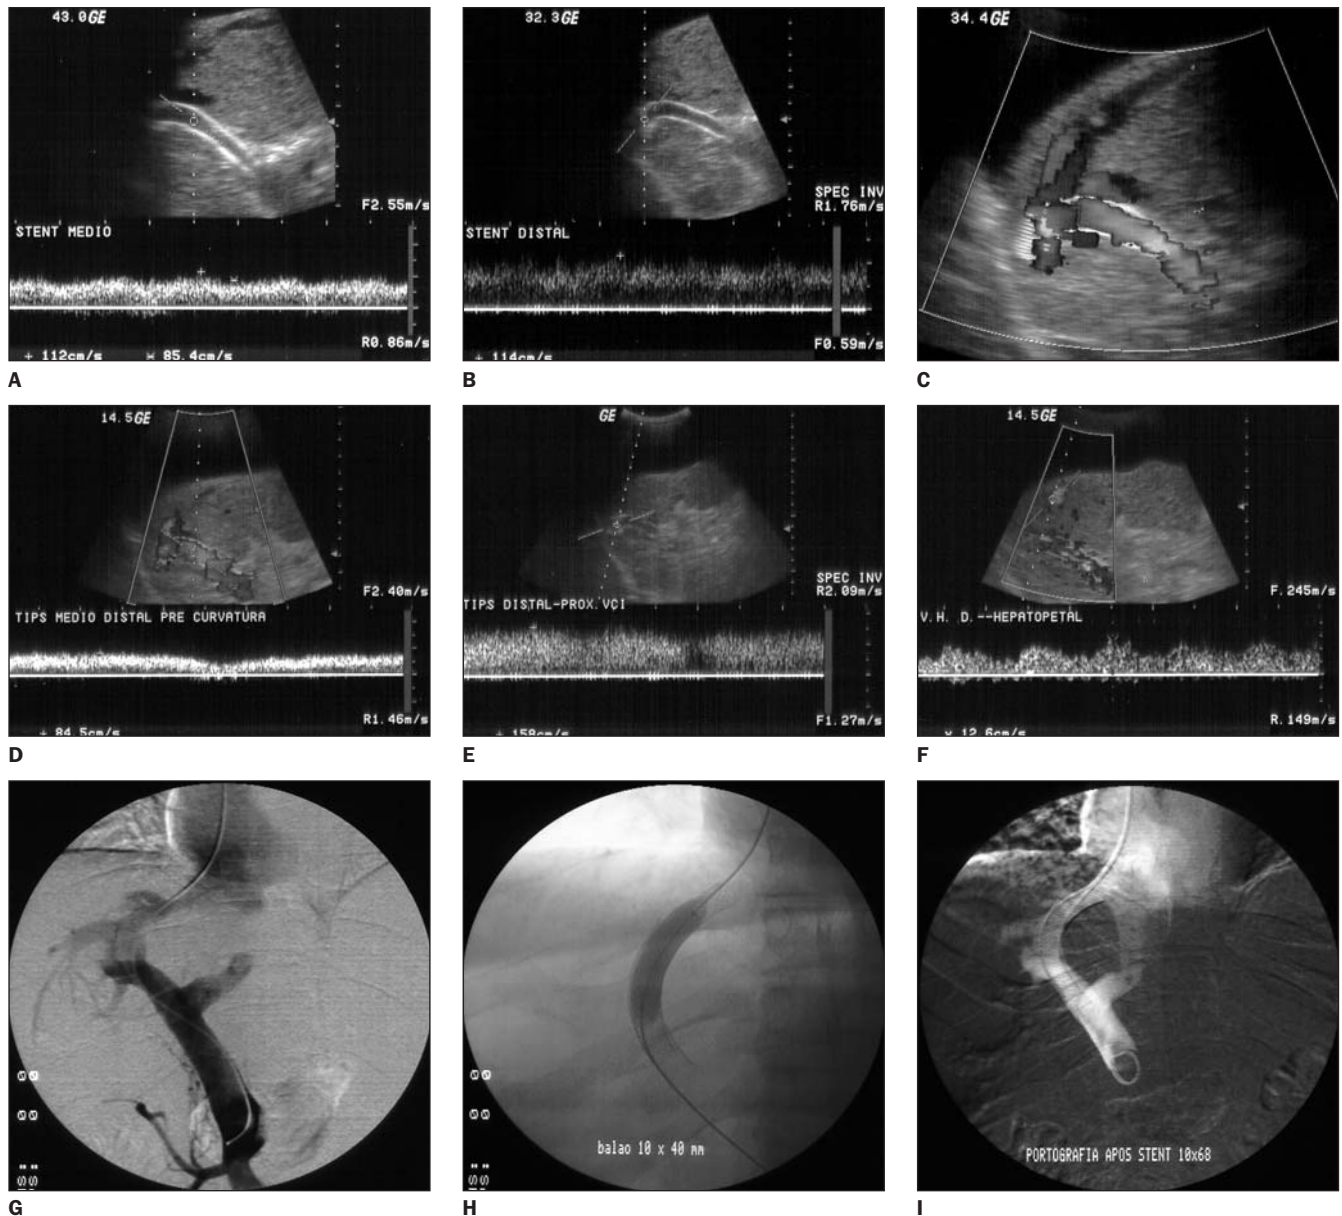 43.0GE
F2.55m/s
STENT MEDIO
R0.86m/s
+ 112cm/s
85.4cm/s
A
32.3GE
SPEC INV
R1.76m/s
STENT DISTAL
F0.59m/s
+ 114cm/s
B
34.4GE
C
14.5GE
F2.40m/s
TIPS MEDIO DISTAL PRE CURVATURA
R1.46m/s
+ 84.5cm/s
D
GE
SPEC INV
R2.09m/s
TIPS DISTAL-PROX.VCI
F1.27m/s
+ 158cm/s
E
14.5GE
F.245m/s
V.H. D.--HEPATOPETAL
R.149m/s
12.6cm/s
F
G
balao 10 x 40 mm
H
PORTOGRAFIA APOS STENT 10x68
I